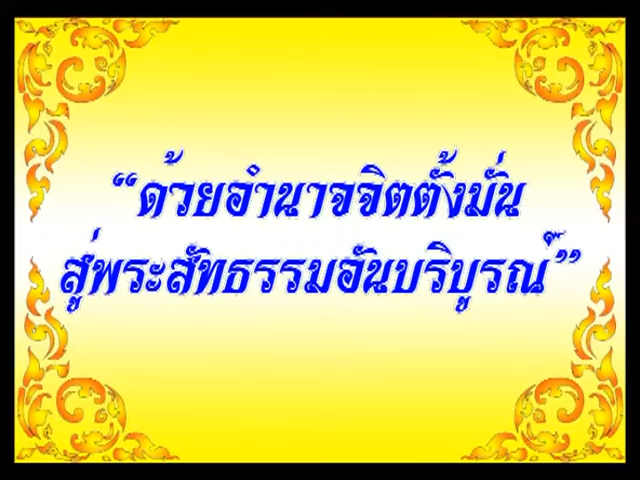 “ด้วยอำนาจจิตตั้งมั่น
สู่พระสัทธรรมอันบริบูรณ์”